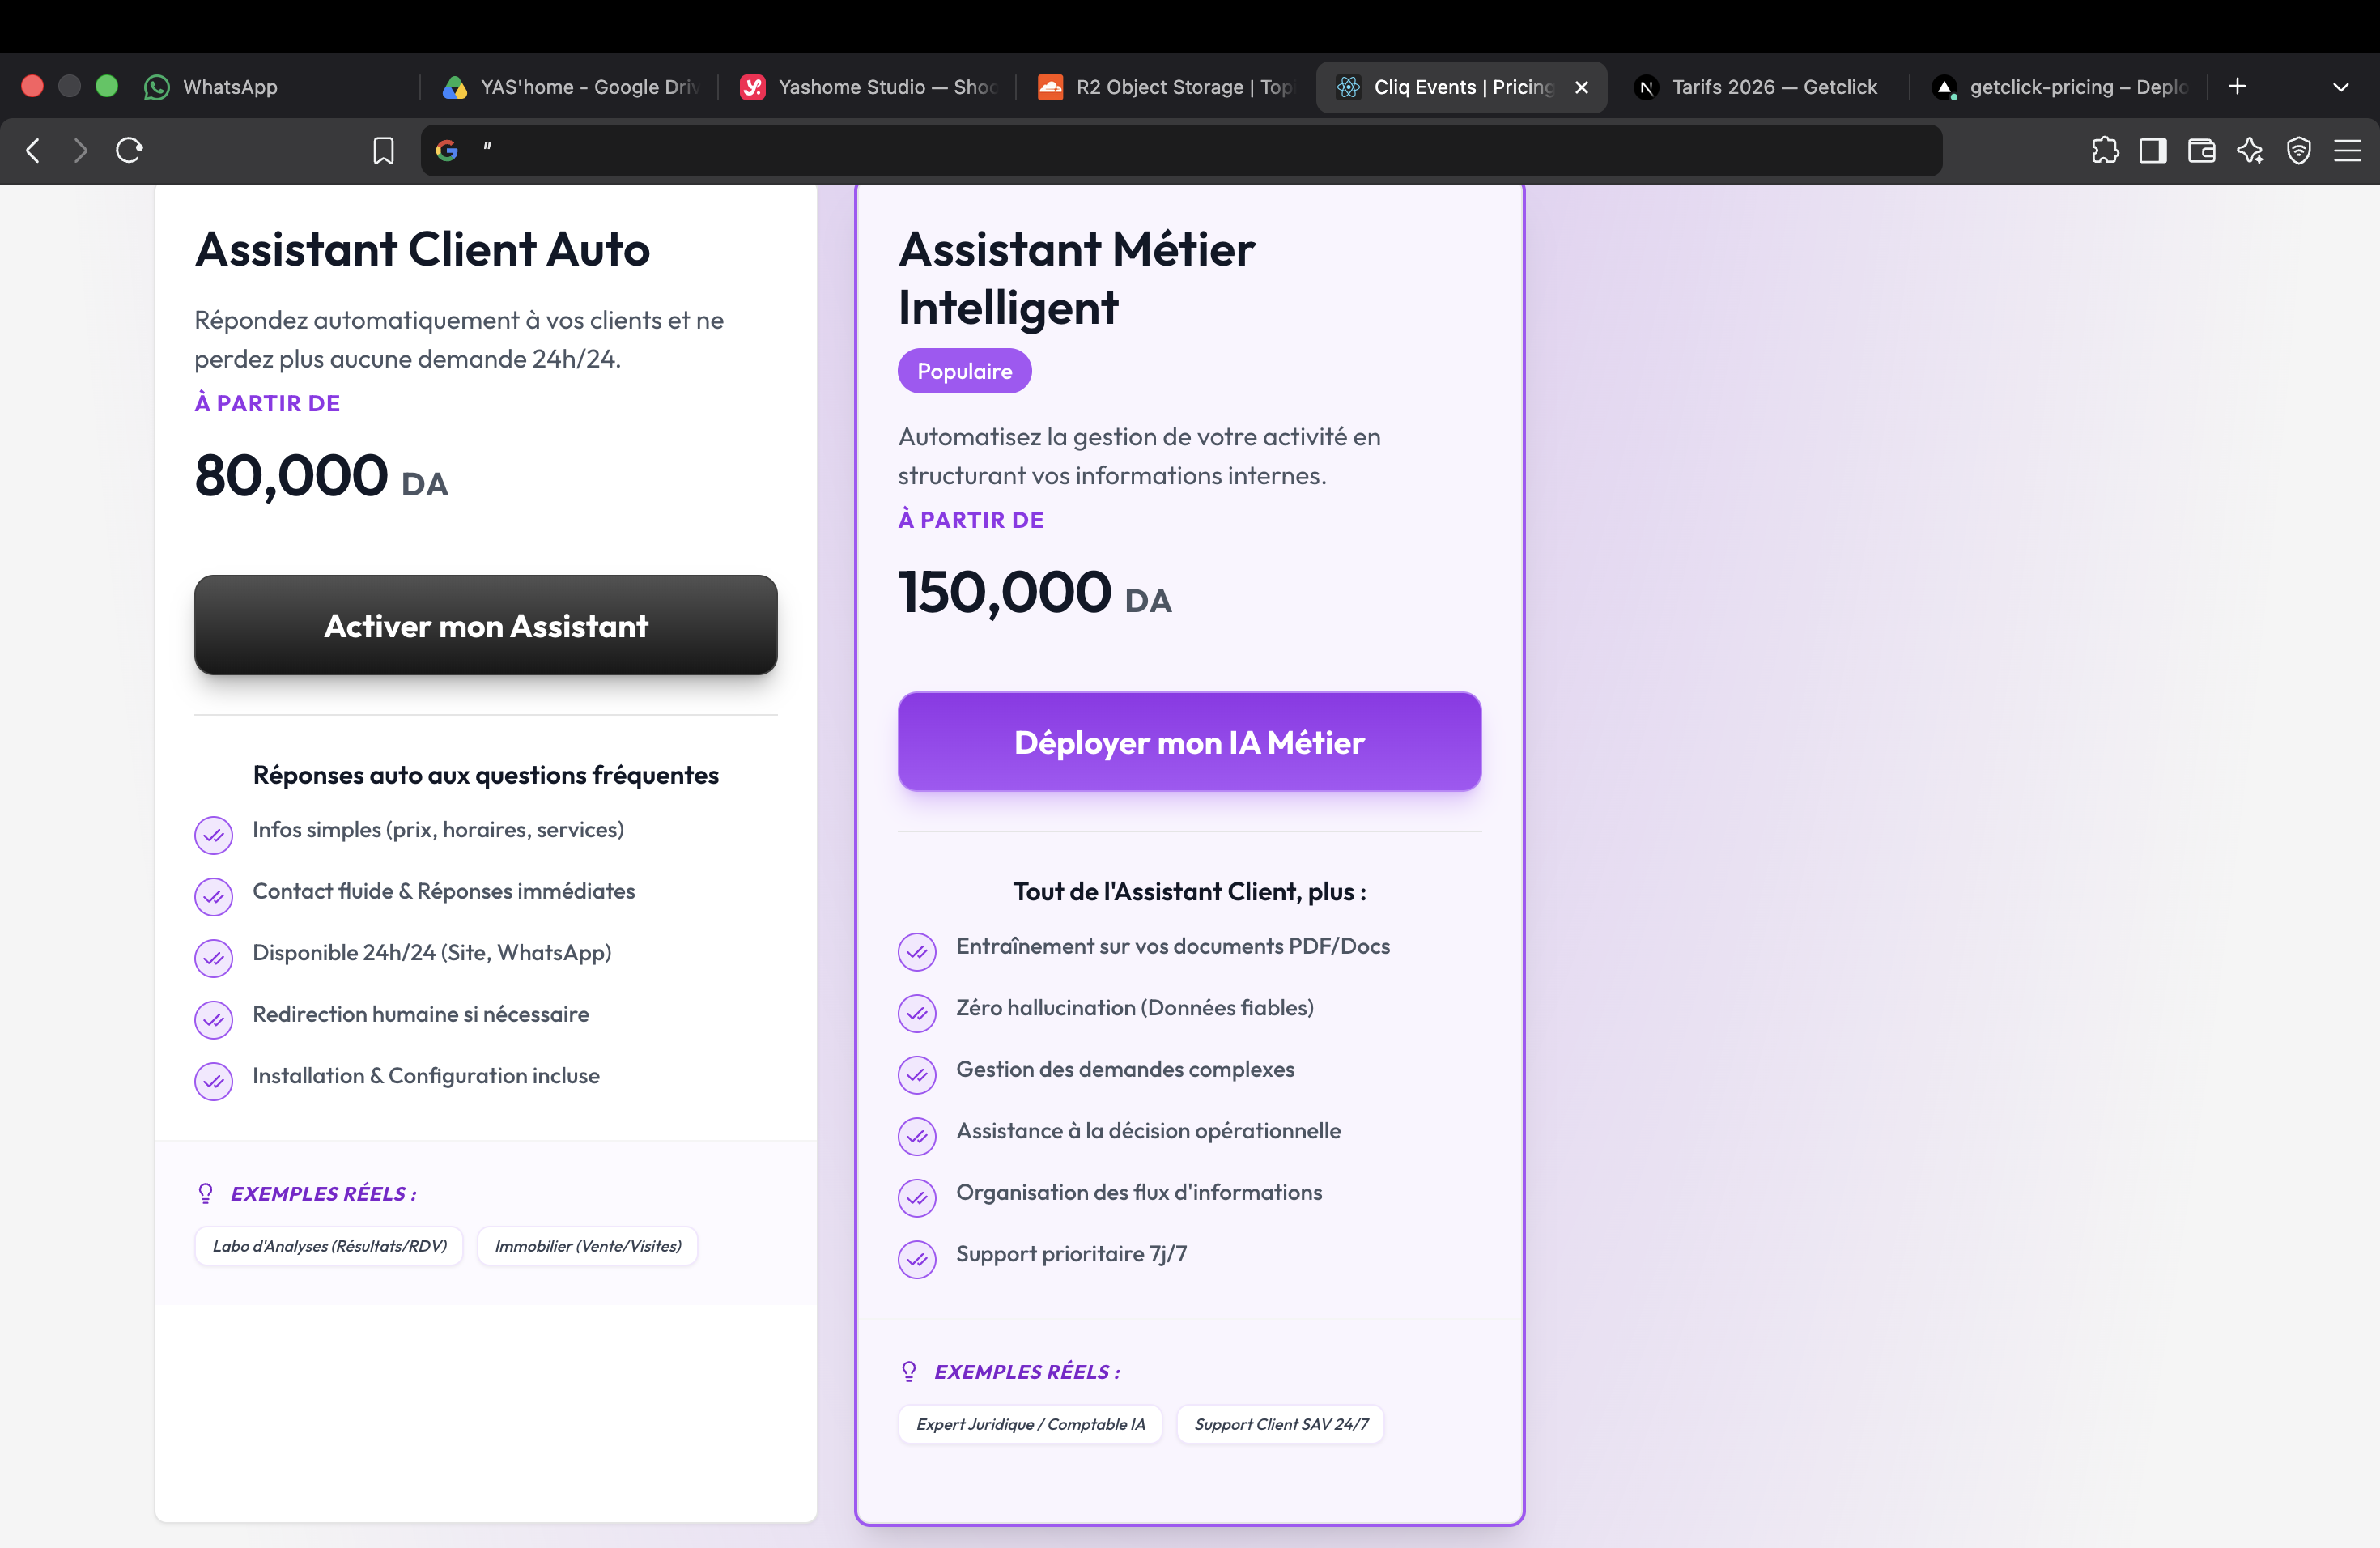 WhatsApp
YAS'home - Google Driv
Yashome Studio — Shoc
R2 Object Storage | Top
Cliq Events | Pricing
Tarifs 2026 — Getclick
getclick-pricing – Deplo
"
Assistant Client Auto
Répondez automatiquement à vos clients et ne
perdez plus aucune demande 24h/24.
À PARTIR DE
80,000 DA
Activer mon Assistant
Réponses auto aux questions fréquentes
Infos simples (prix, horaires, services)
Contact fluide & Réponses immédiates
Disponible 24h/24 (Site, WhatsApp)
Redirection humaine si nécessaire
Installation & Configuration incluse
EXEMPLES RÉELS :
Labo d'Analyses (Résultats/RDV)
Immobilier (Vente/Visites)
Assistant Métier
Intelligent
Populaire
Automatisez la gestion de votre activité en
structurant vos informations internes.
À PARTIR DE
150,000 DA
Déployer mon IA Métier
Tout de l'Assistant Client, plus :
Entraînement sur vos documents PDF/Docs
Zéro hallucination (Données fiables)
Gestion des demandes complexes
Assistance à la décision opérationnelle
Organisation des flux d'informations
Support prioritaire 7j/7
EXEMPLES RÉELS :
Expert Juridique / Comptable IA
Support Client SAV 24/7